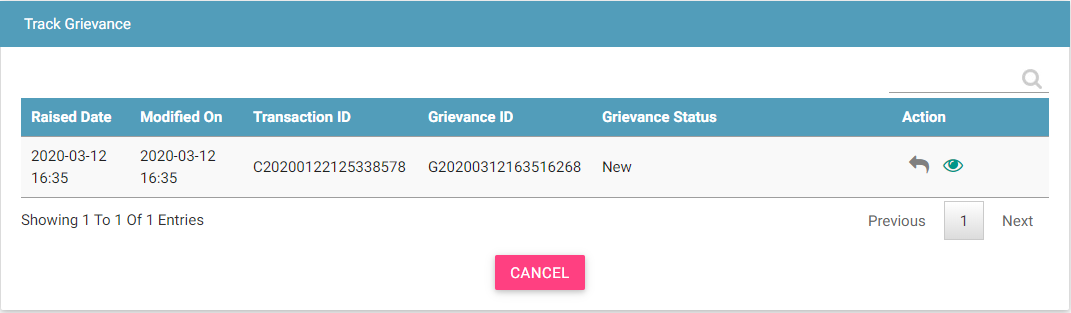 Track Grievance
Raised Date Modified On Transaction ID Grievance ID Grievance Status Action
2020-03-12 2020-03-12
C20200122125338578 G20200312163516268 New
16:35 16:35
Showing 1 To 1 Of 1 Entries Previous 1 Next
CANCEL